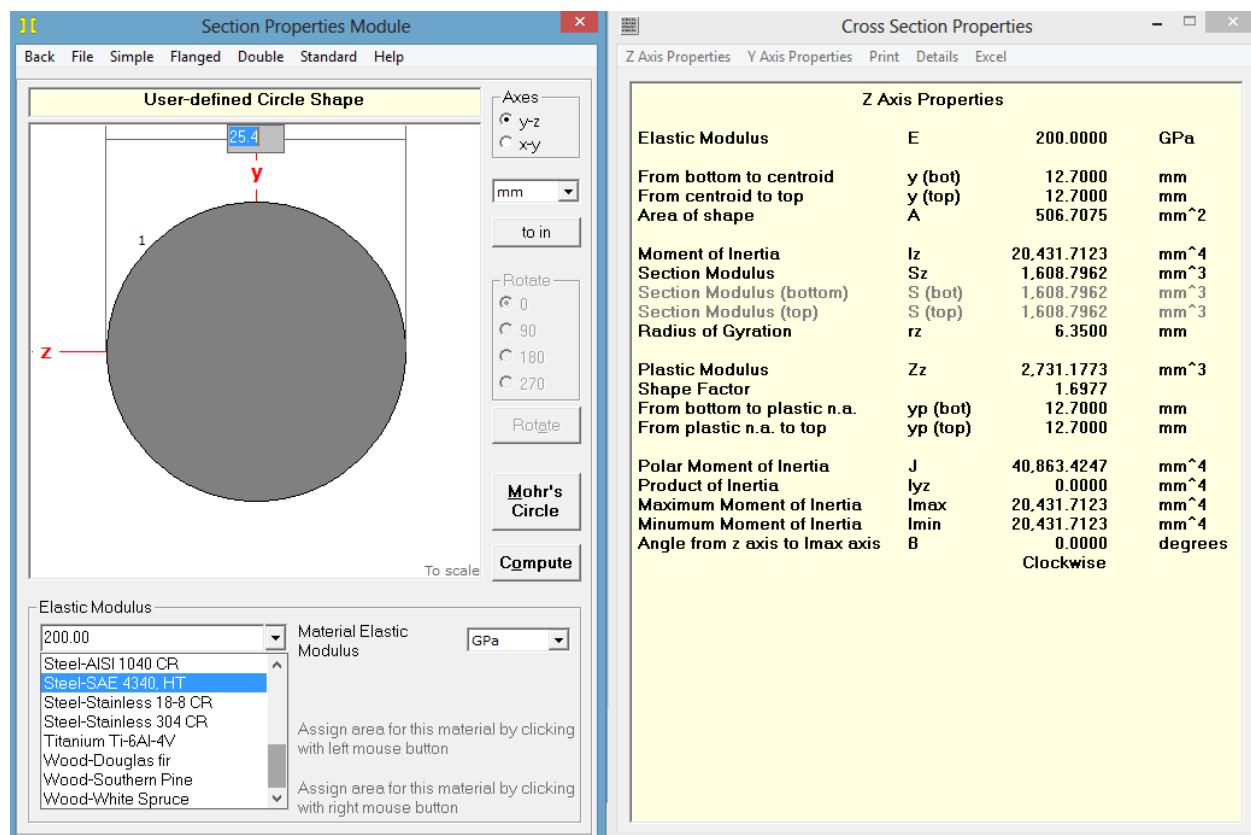 Section Properties Module
Back File Simple Flanged Double Standard Help
User-defined Circle Shape
25.4
y
1
z
To scale
Axes
y-z
x-y
mm
to in
Rotate
0
90
180
270
Rotate
Mohr's
Circle
Compute
Elastic Modulus
200.00
Material Elastic
Modulus
GPa
Steel-AISI 1040 CR
Steel-SAE 4340, HT
Steel-Stainless 18-8 CR
Steel-Stainless 304 CR
Titanium Ti-6Al-4V
Wood-Douglas fir
Wood-Southern Pine
Wood-White Spruce
Assign area for this material by clicking
with left mouse button
Assign area for this material by clicking
with right mouse button
Cross Section Properties
Z Axis Properties Y Axis Properties Print Details Excel
Z Axis Properties
Elastic Modulus E 200.0000 GPa
From bottom to centroid y (bot) 12.7000 mm
From centroid to top y (top) 12.7000 mm
Area of shape A 506.7075 mm^2
Moment of Inertia Iz 20,431.7123 mm^4
Section Modulus Sz 1,608.7962 mm^3
Section Modulus (bottom) S (bot) 1,608.7962 mm^3
Section Modulus (top) S (top) 1,608.7962 mm^3
Radius of Gyration rz 6.3500 mm
Plastic Modulus Zz 2,731.1773 mm^3
Shape Factor 1.6977
From bottom to plastic n.a. yp (bot) 12.7000 mm
From plastic n.a. to top yp (top) 12.7000 mm
Polar Moment of Inertia J 40,863.4247 mm^4
Product of Inertia Iyz 0.0000 mm^4
Maximum Moment of Inertia Imax 20,431.7123 mm^4
Minumum Moment of Inertia Imin 20,431.7123 mm^4
Angle from z axis to Imax axis B 0.0000 degrees
Clockwise